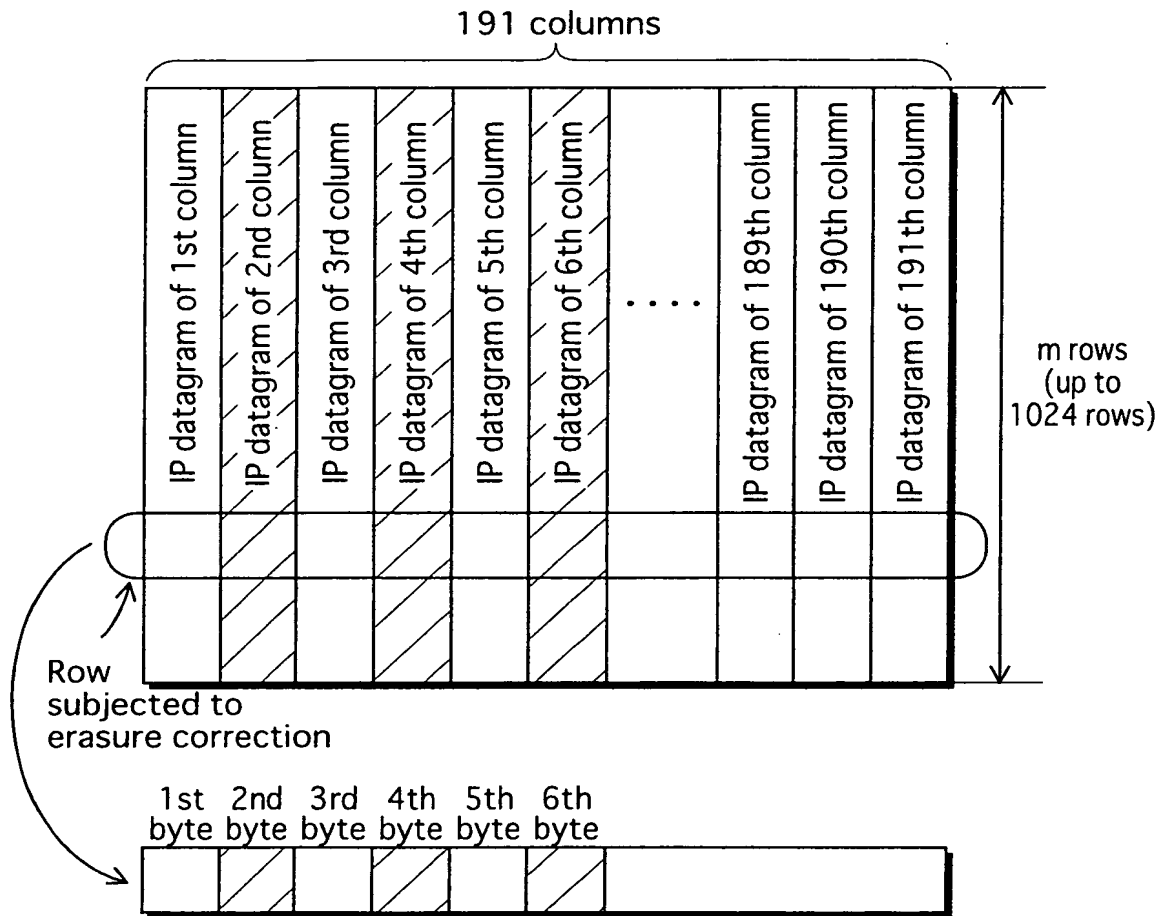 191 columns
IP datagram of 1st column
IP datagram of 2nd column
IP datagram of 3rd column
IP datagram of 4th column
IP datagram of 5th column
IP datagram of 6th column
. . . .
IP datagram of 189th column
IP datagram of 190th column
IP datagram of 191th column
m rows
(up to
1024 rows)
Row
subjected to
erasure correction
1st 2nd 3rd 4th 5th 6th
byte byte byte byte byte byte